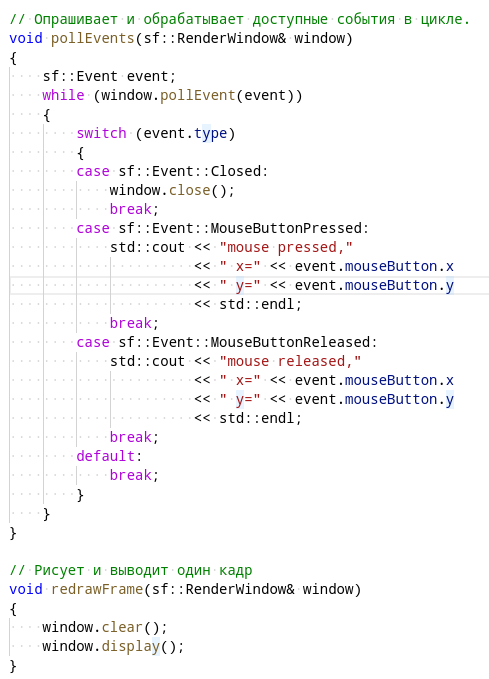 // Опрашивает и обрабатывает доступные события в цикле.
void pollEvents(sf::RenderWindow& window)
{
    sf::Event event;
    while (window.pollEvent(event))
    {
        switch (event.type)
        {
        case sf::Event::Closed:
            window.close();
            break;
        case sf::Event::MouseButtonPressed:
            std::cout << "mouse pressed,"
                      << " x=" << event.mouseButton.x
                      << " y=" << event.mouseButton.y
                      << std::endl;
            break;
        case sf::Event::MouseButtonReleased:
            std::cout << "mouse released,"
                      << " x=" << event.mouseButton.x
                      << " y=" << event.mouseButton.y
                      << std::endl;
            break;
        default:
            break;
        }
    }
}

// Рисует и выводит один кадр
void redrawFrame(sf::RenderWindow& window)
{
    window.clear();
    window.display();
}